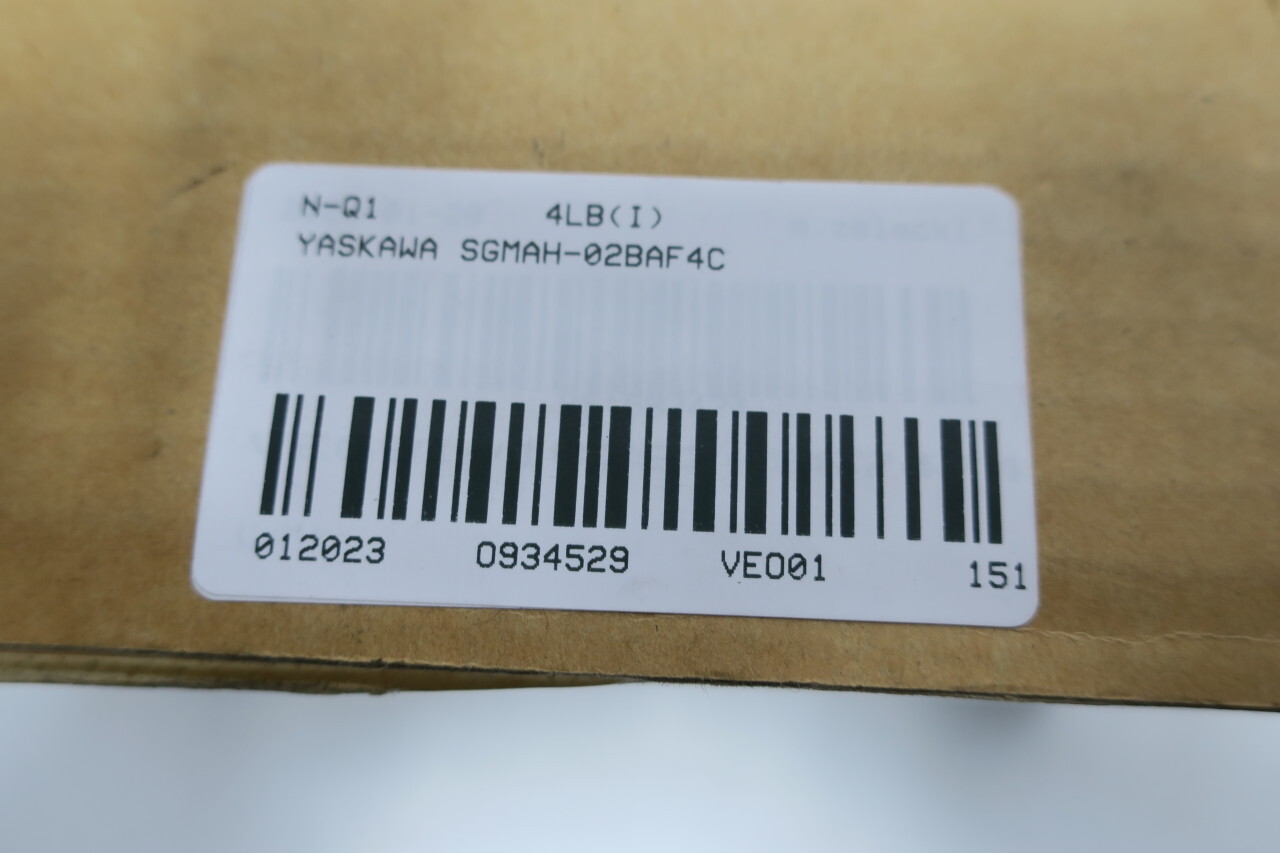 N-Q1 4LB(I)
YASKAWA SGMAH-02BAF4C
012023 0934529 VE001 151